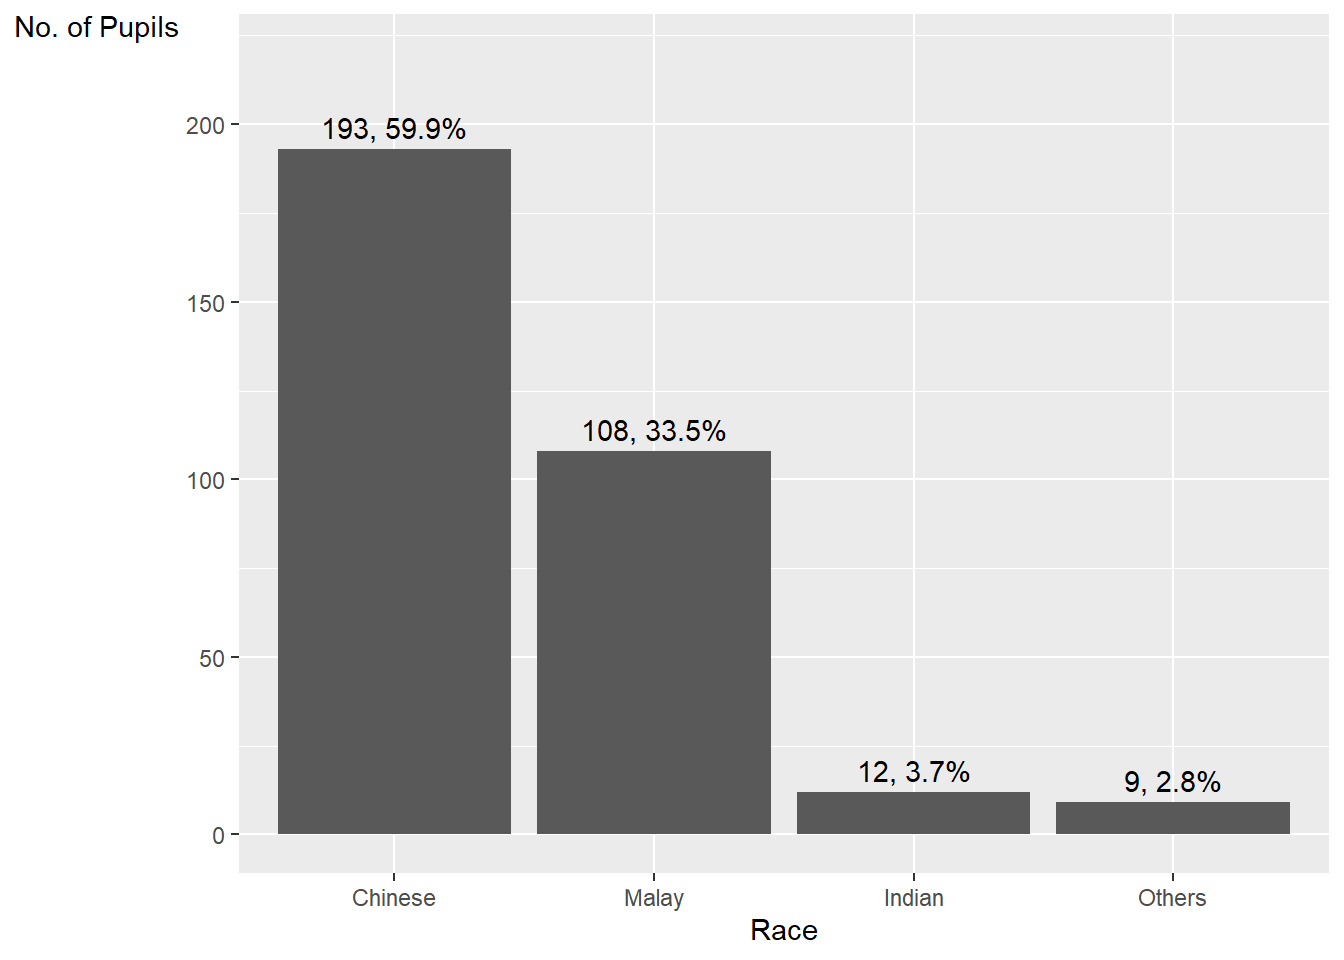 No. of Pupils
200
150
100
50
0
193, 59.9%
108, 33.5%
12, 3.7%
9, 2.8%
Chinese
Malay
Indian
Others
Race